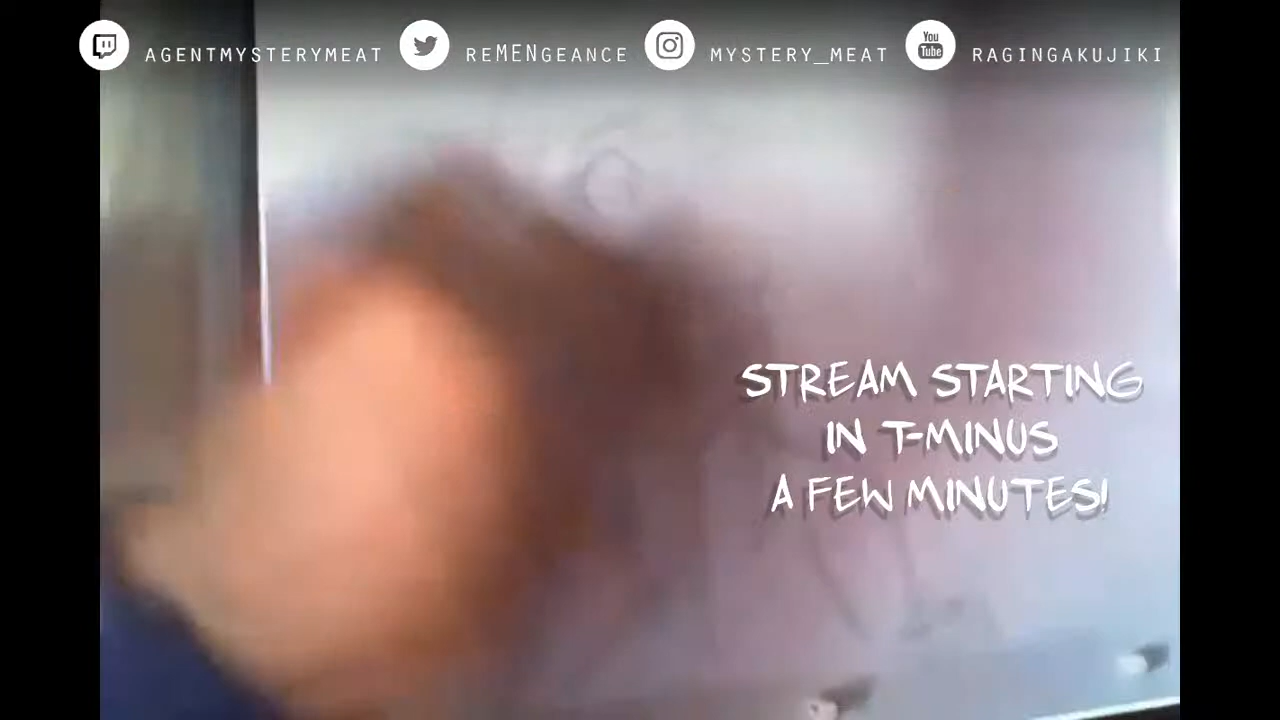 AGENTMYSTERYMEAT REMENGEANCE MYSTERY_MEAT You Tube RAGINGAKUJIKI
STREAM STARTING
IN T-MINUS
A FEW MINUTES!